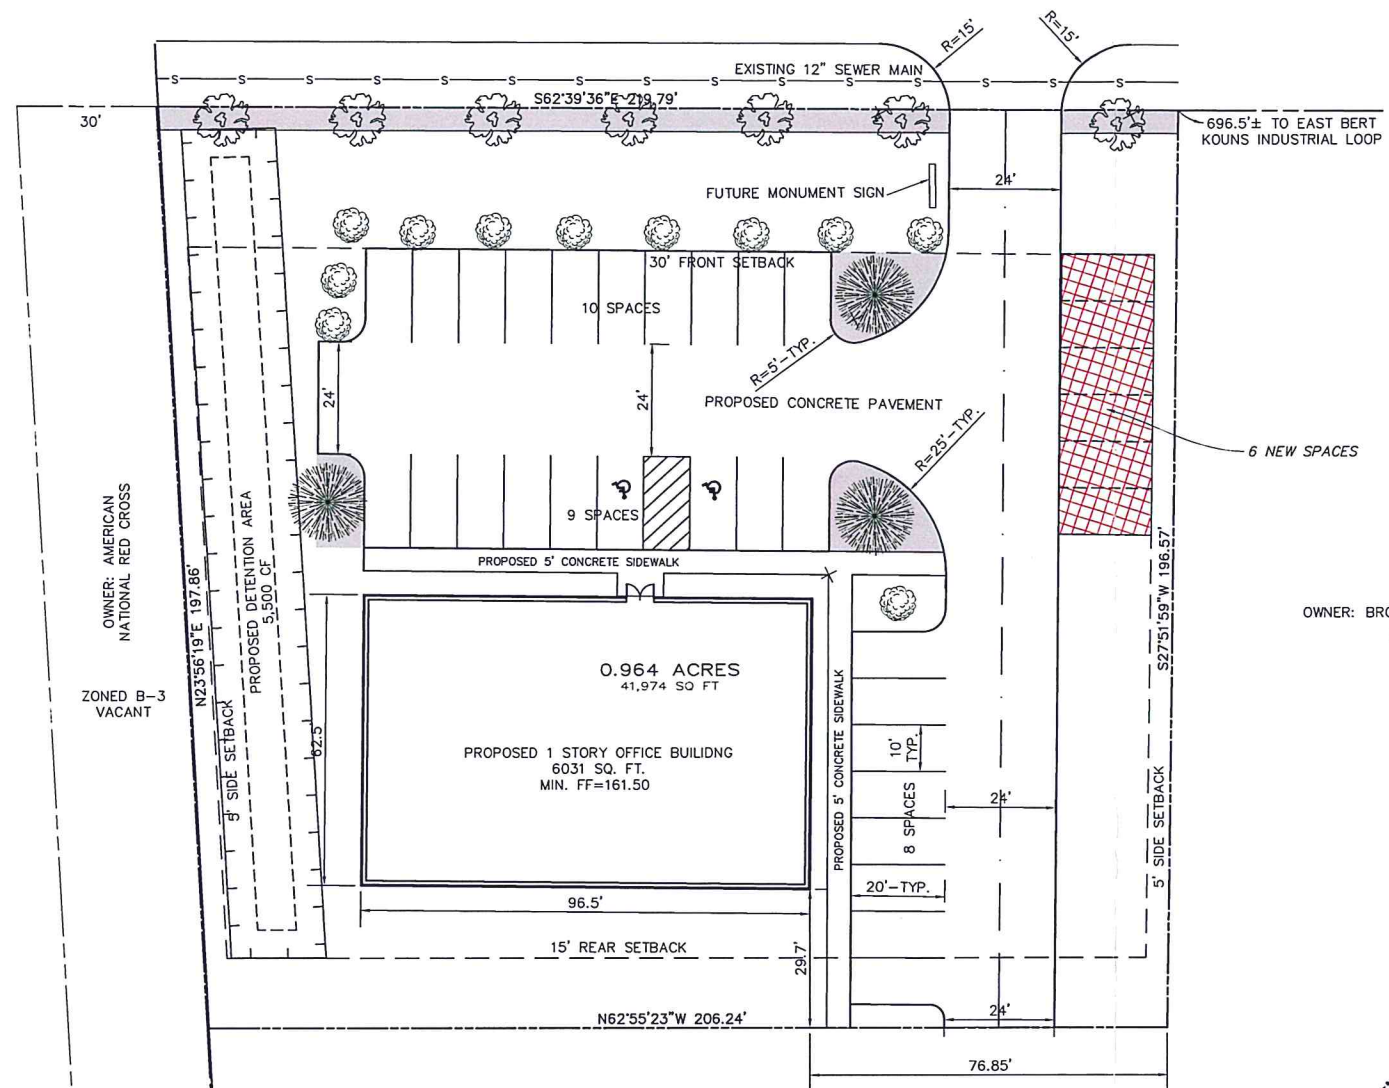 R=15'
R=15'
EXISTING 12" SEWER MAIN
S S S S S S S S S S S S S S
S62°39'36"E 219.79'
30'
696.5'± TO EAST BERT
KOUNS INDUSTRIAL LOOP
FUTURE MONUMENT SIGN
24'
30' FRONT SETBACK
10 SPACES
R=5'-TYP.
24'
24'
PROPOSED CONCRETE PAVEMENT
R=25'-TYP.
6 NEW SPACES
9 SPACES
OWNER: AMERICAN
NATIONAL RED CROSS
PROPOSED DETENTION AREA
5,500 CF
N23°56'19"E 197.86'
PROPOSED 5' CONCRETE SIDEWALK
S27°51'59"W 196.57'
OWNER: BRO
ZONED B-3
VACANT
0.964 ACRES
41,974 SQ FT
62.5'
5' SIDE SETBACK
PROPOSED 1 STORY OFFICE BUILIDNG
6031 SQ. FT.
MIN. FF=161.50
PROPOSED 5' CONCRETE SIDEWALK
10'
TYP.
8 SPACES
24'
5' SIDE SETBACK
20'-TYP.
96.5'
15' REAR SETBACK
29.7'
N62°55'23"W 206.24'
24'
76.85'